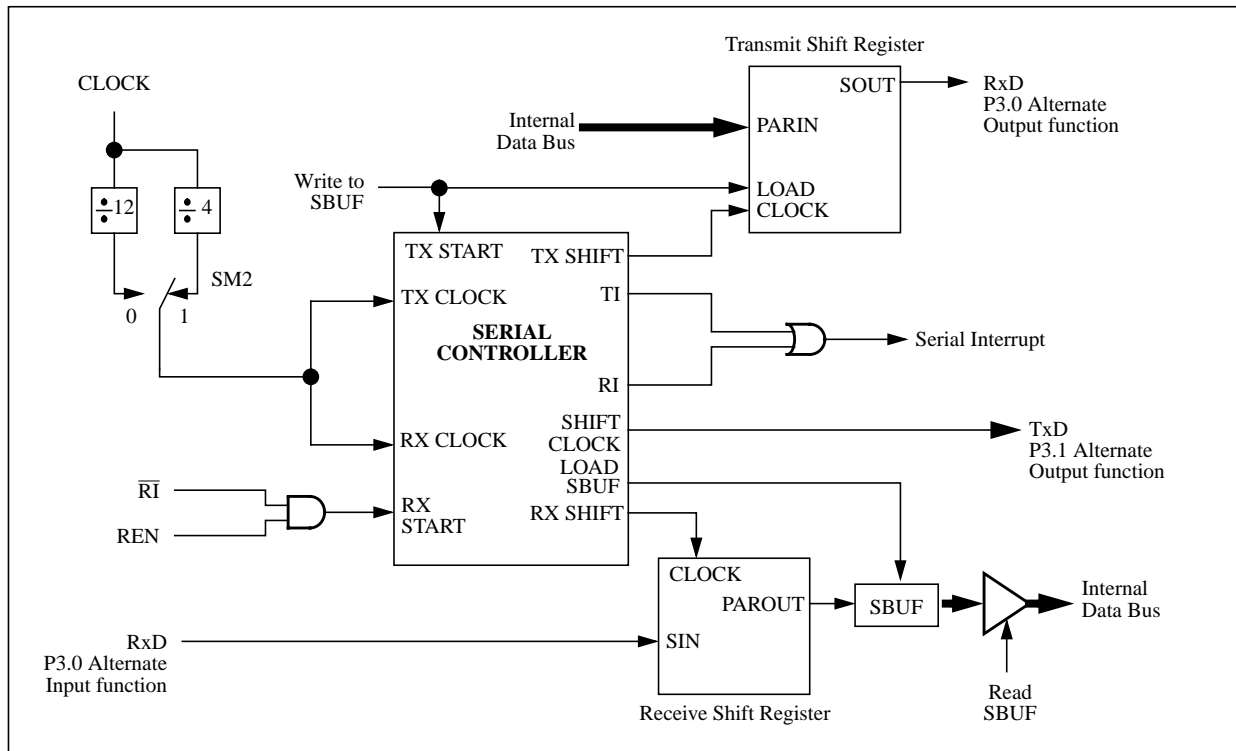 Transmit Shift Register
CLOCK
SOUT
RxD
P3.0 Alternate
Output function
Internal
Data Bus
PARIN
÷12
÷4
Write to
SBUF
LOAD
CLOCK
TX START
TX SHIFT
SM2
0
1
TX CLOCK
TI
SERIAL
CONTROLLER
Serial Interrupt
RI
RX CLOCK
SHIFT
CLOCK
TxD
P3.1 Alternate
Output function
LOAD
SBUF
R̅I̅
REN
RX
START
RX SHIFT
CLOCK
PAROUT
SBUF
Internal
Data Bus
RxD
P3.0 Alternate
Input function
SIN
Read
SBUF
Receive Shift Register